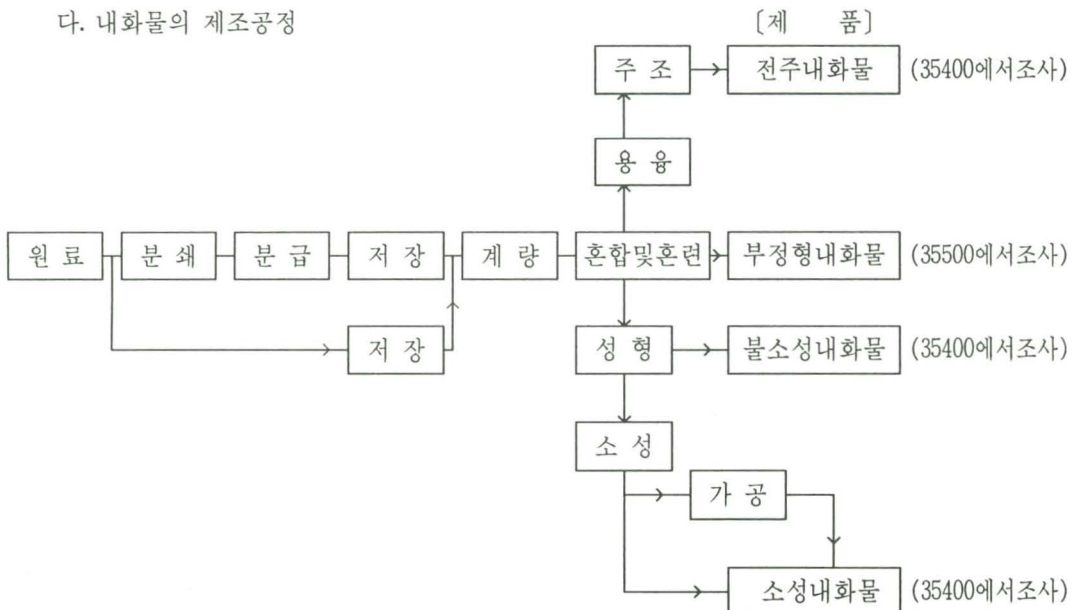 다. 내화물의 제조공정
〔제 품〕
주 조 전주내화물 (35400에서조사)
용 융
원 료 분 쇄 분 급 저 장 계 량 혼합및혼련 부정형내화물 (35500에서조사)
저 장 성 형 불소성내화물 (35400에서조사)
소 성
가 공
소성내화물 (35400에서조사)